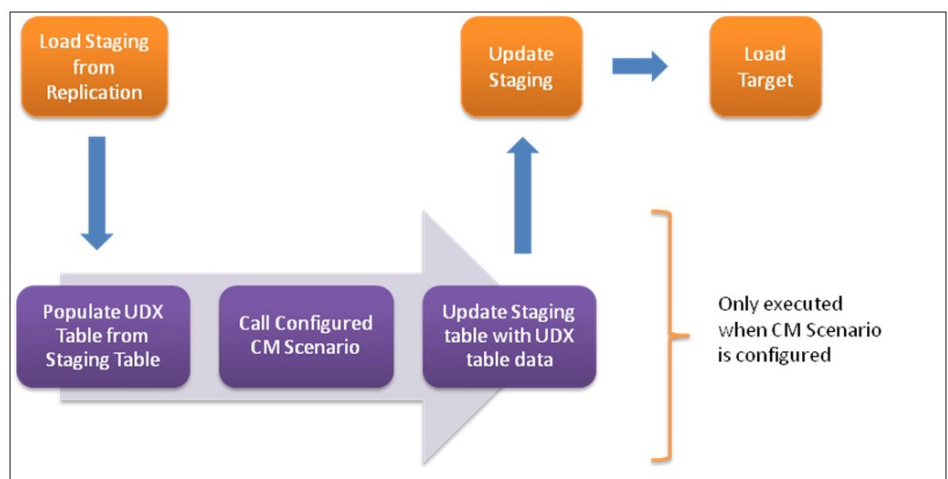 Load Staging
from
Replication
Update
Staging
Load
Target
Populate UDX
Table from
Staging Table
Call Configured
CM Scenario
Update Staging
table with UDX
table data
Only executed
when CM Scenario
is configured